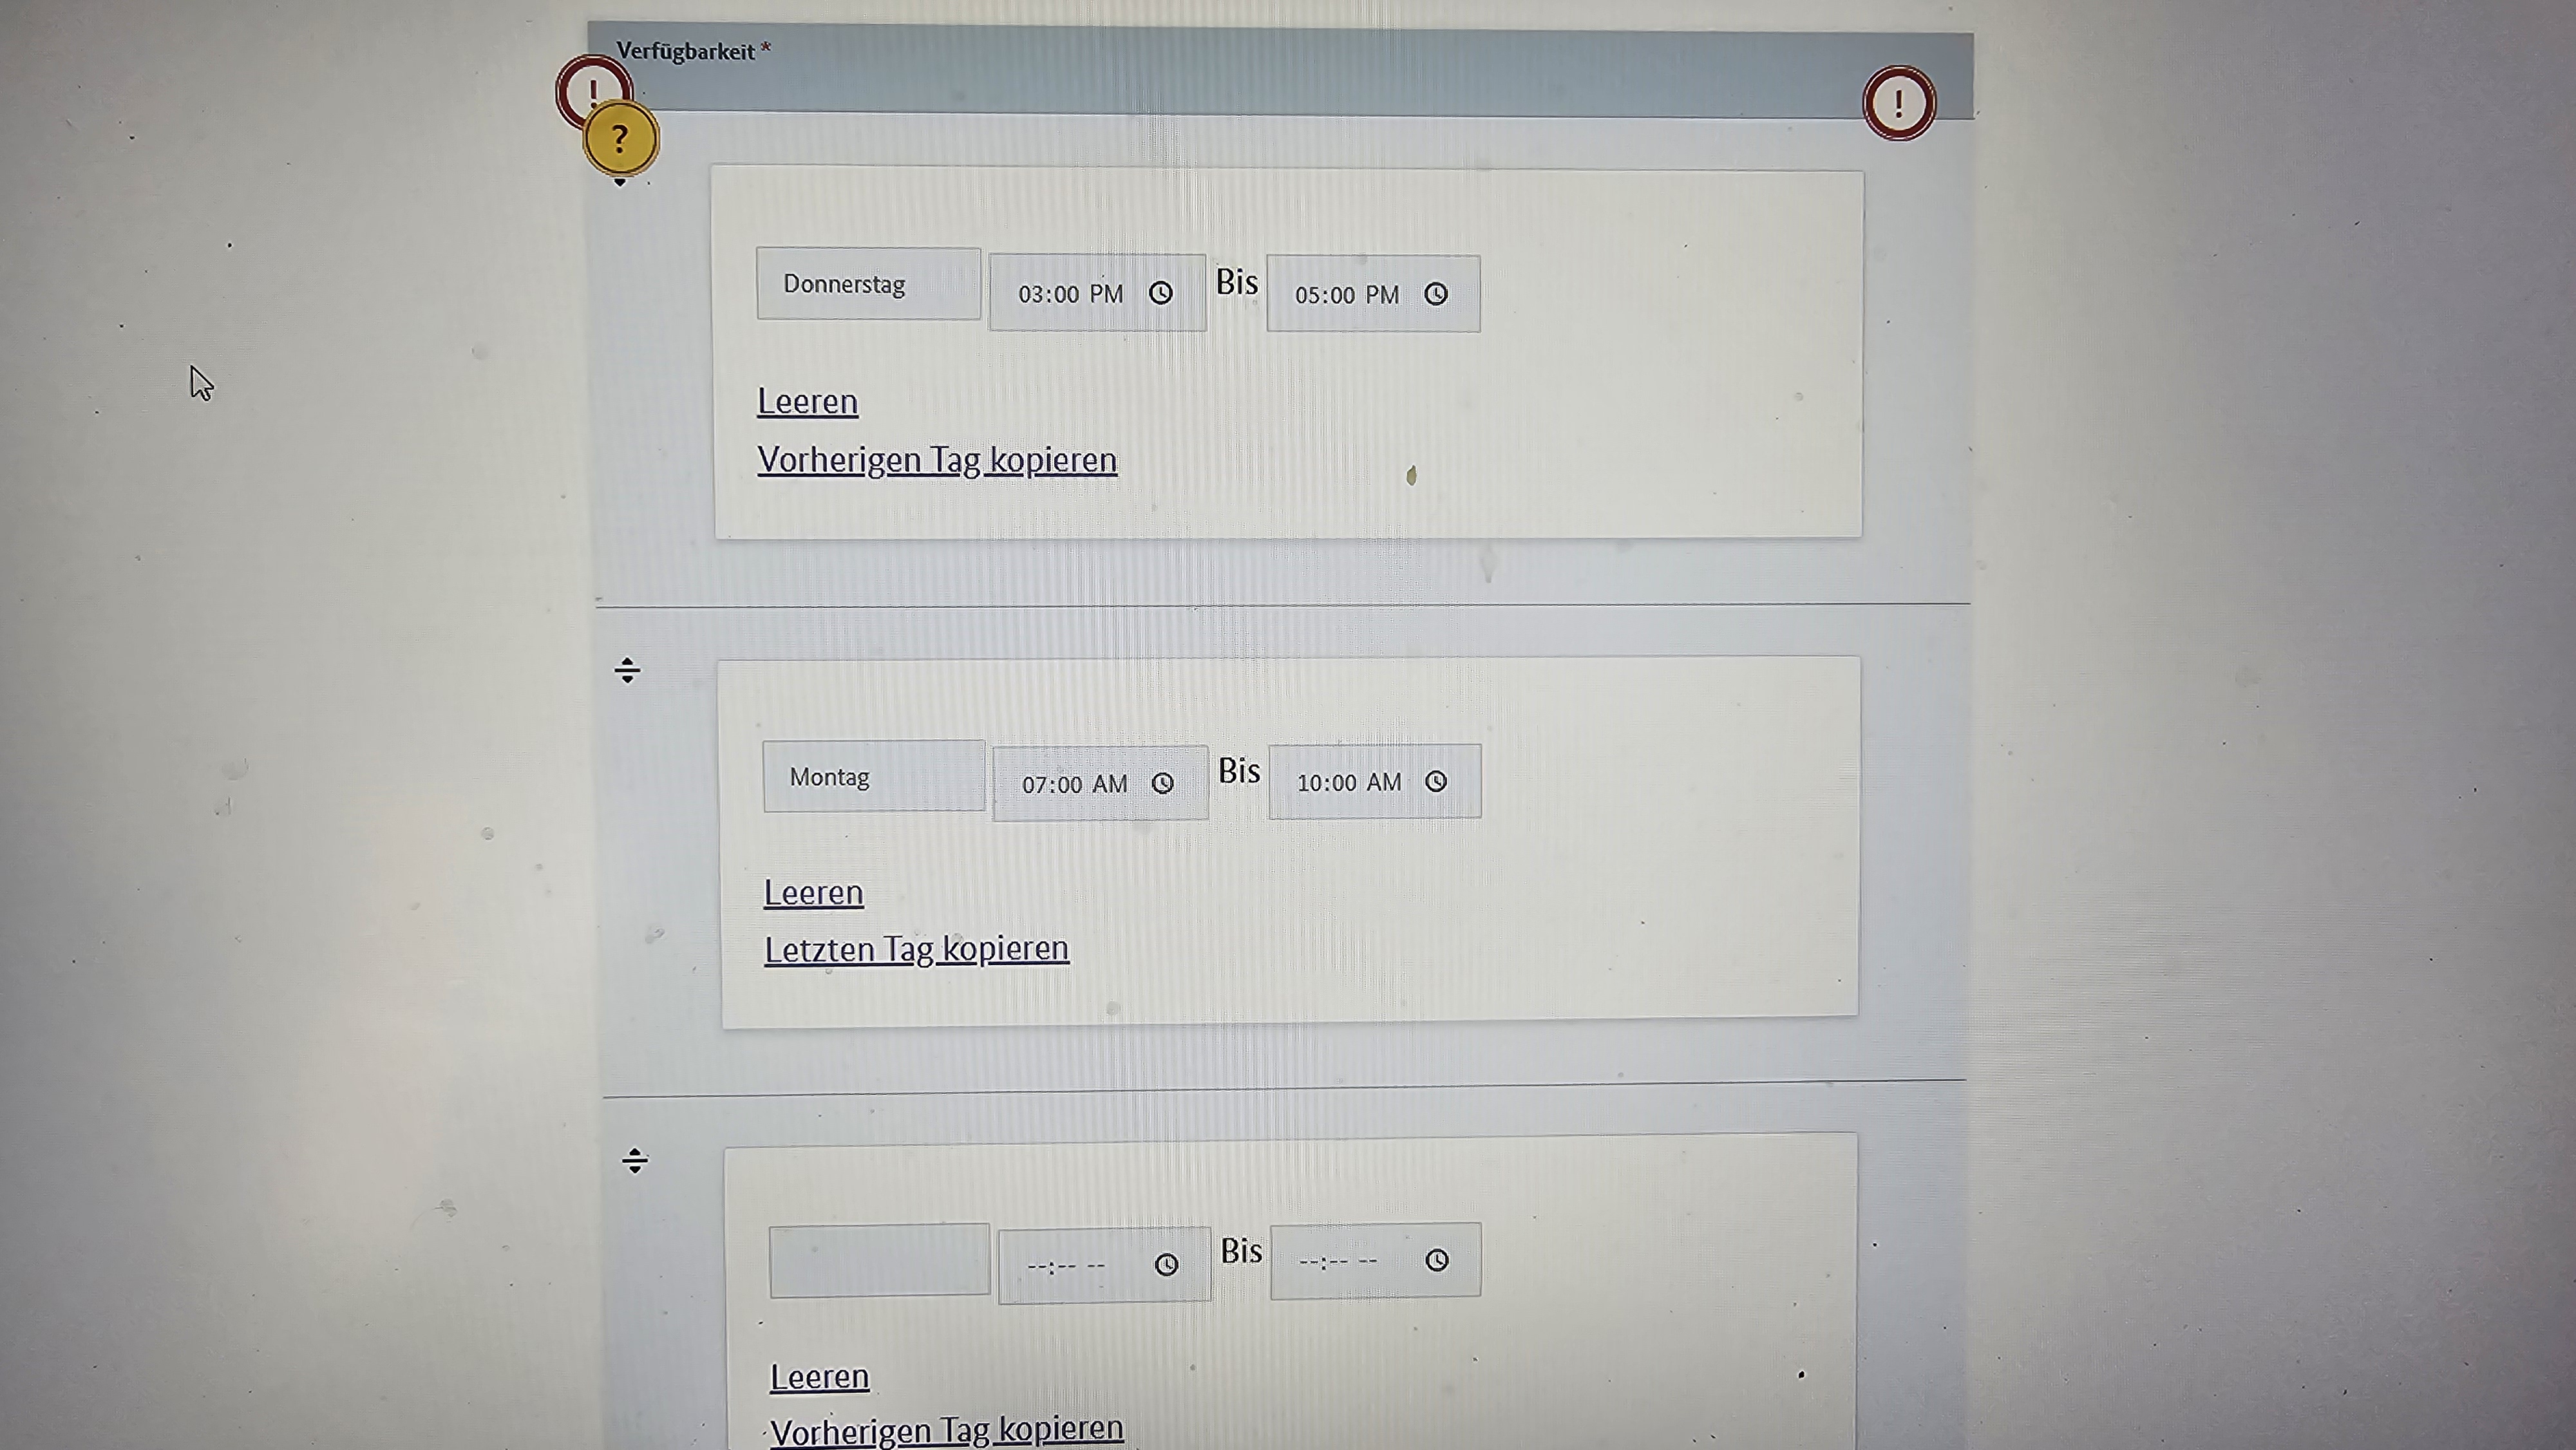 Verfügbarkeit *
!
!
?
Donnerstag 03:00 PM Bis 05:00 PM
Leeren
Vorherigen Tag kopieren
Montag 07:00 AM Bis 10:00 AM
Leeren
Letzten Tag kopieren
--:-- -- Bis --:-- --
Leeren
Vorherigen Tag kopieren